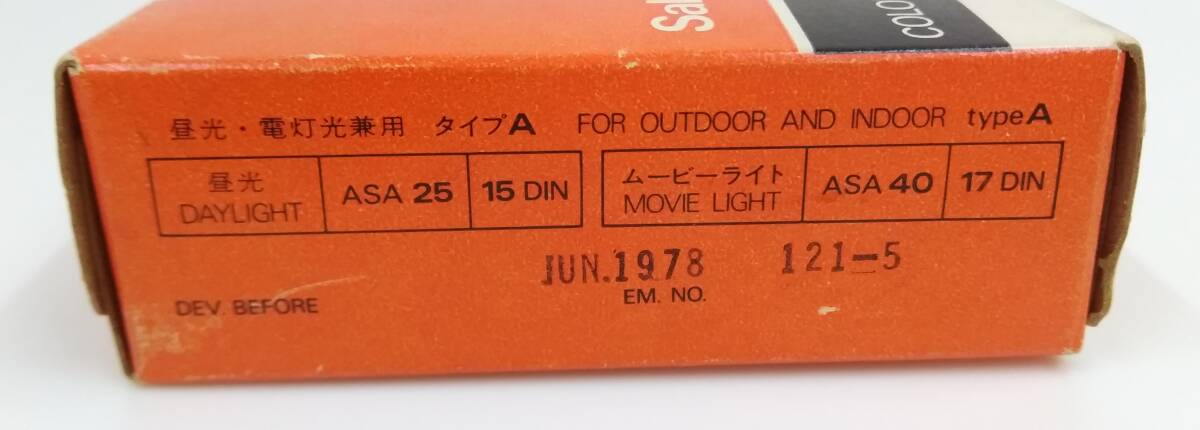 Sal
COLO
昼光・電灯光兼用 タイプA FOR OUTDOOR AND INDOOR typeA
昼光 DAYLIGHT ASA 25 15 DIN
ムービーライト MOVIE LIGHT ASA 40 17 DIN
JUN.1978 121-5
DEV. BEFORE EM. NO.